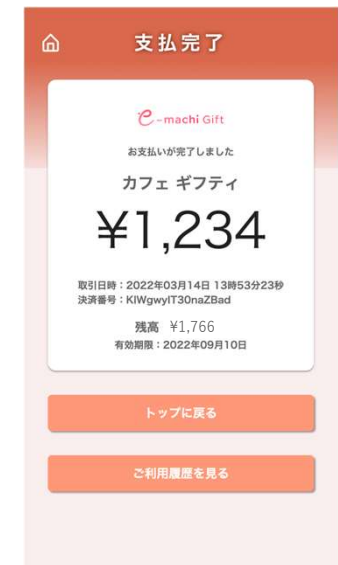 支払完了
e-machi Gift
お支払いが完了しました
カフェ ギフティ
¥1,234
取引日時：2022年03月14日 13時53分23秒
決済番号：KlWgwylT30naZBad
残高 ¥1,766
有効期限：2022年09月10日
トップに戻る
ご利用履歴を見る